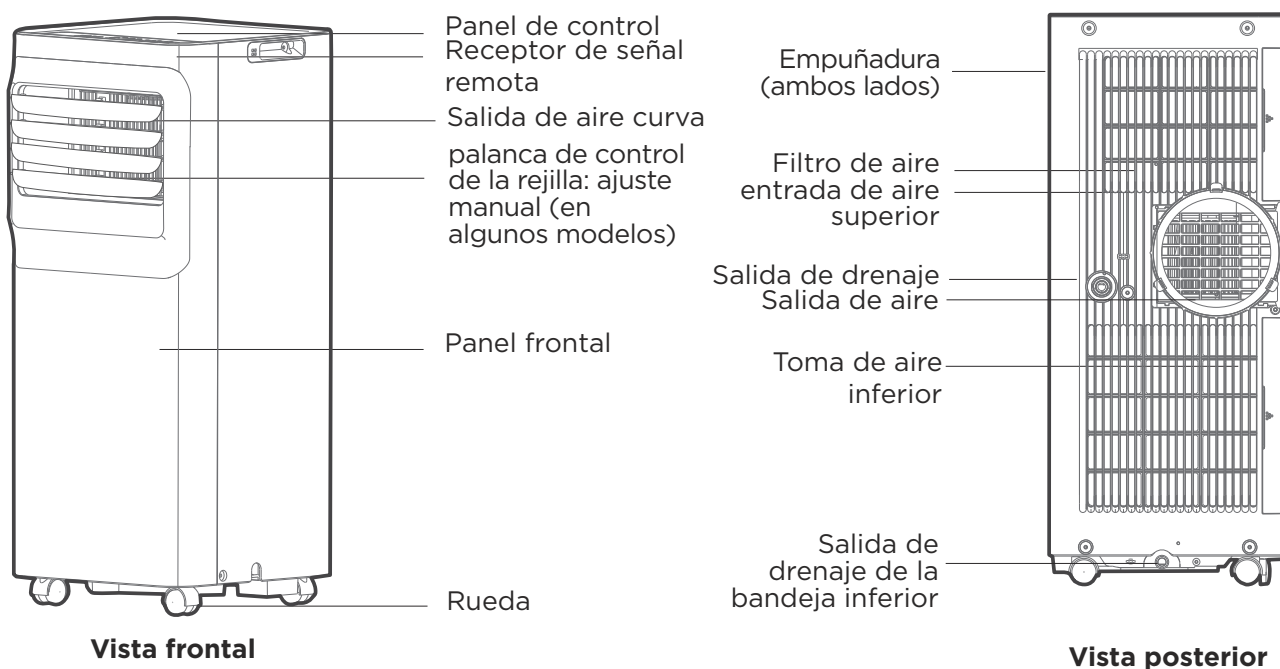 Panel de control
Receptor de señal
remota
Salida de aire curva
palanca de control
de la rejilla: ajuste
manual (en
algunos modelos)
Panel frontal
Rueda
Vista frontal
Empuñadura
(ambos lados)
Filtro de aire
entrada de aire
superior
Salida de drenaje
Salida de aire
Toma de aire
inferior
Salida de
drenaje de la
bandeja inferior
Vista posterior